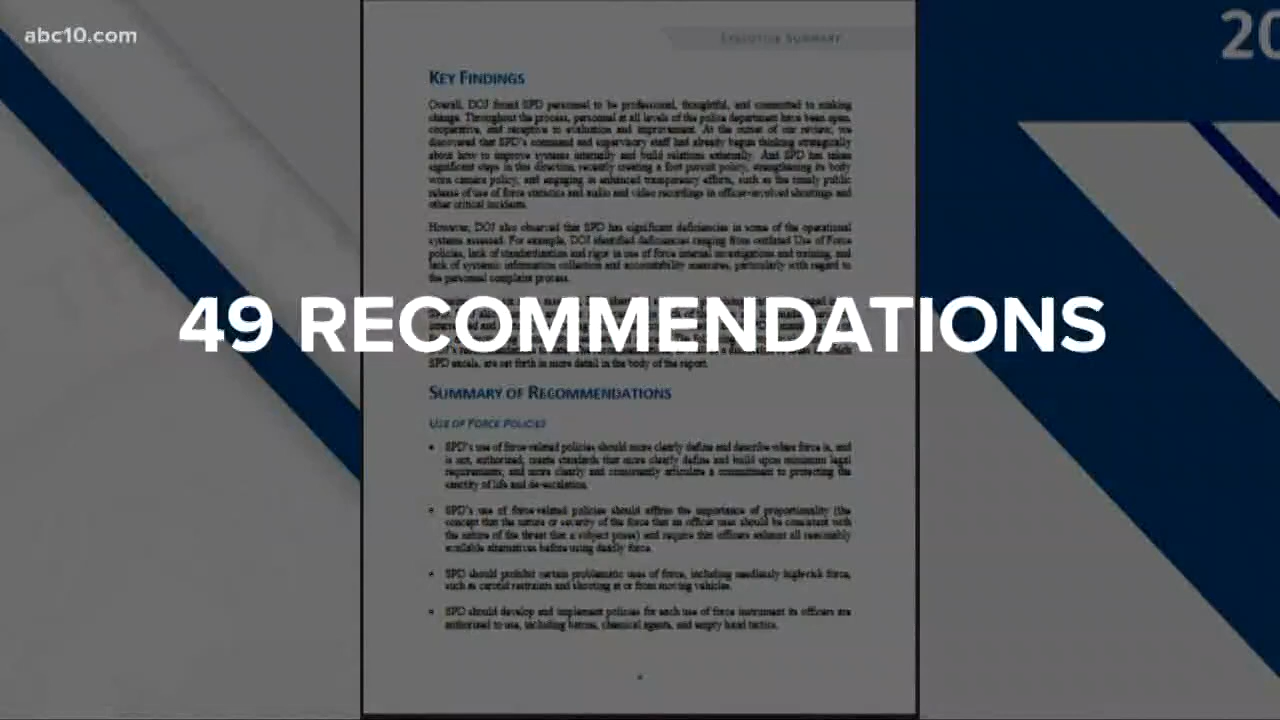 abc10.com
20
EXECUTIVE SUMMARY
KEY FINDINGS
Overall, DOJ found SPD personnel to be professional, thoughtful, and committed to making
change. Throughout the process, personnel at all levels of the police department have been open,
cooperative, and receptive to evaluation and improvement. At the outset of our review, we
discovered that SPD's command and supervisory staff had already begun thinking strategically
about how to improve systems internally and build relations externally. And SPD has taken
significant steps in this direction, recently creating a foot pursuit policy, strengthening its body
worn camera policy, and engaging in enhanced transparency efforts, such as the timely public
release of use of force statistics and audio and video recordings in officer-involved shootings and
other critical incidents.
However, DOJ also observed that SPD has significant deficiencies in some of the operational
systems assessed. For example, DOJ identified deficiencies ranging from outdated Use of Force
policies, lack of standardization and rigor in use of force internal investigations and training, and
lack of systemic information collection and accountability measures, particularly with regard to
the personnel complaint process.
49 RECOMMENDATIONS
SPD excels, are set forth in more detail in the body of the report.
SUMMARY OF RECOMMENDATIONS
USE OF FORCE POLICIES
• SPD's use of force-related policies should more clearly define and describe when force is, and
is not, authorized, create standards that more clearly define and build upon minimum legal
requirements, and more clearly and consistently articulate a commitment to protecting the
sanctity of life and de-escalation.
• SPD's use of force-related policies should affirm the importance of proportionality (the
concept that the nature or severity of the force that an officer uses should be consistent with
the nature of the threat that a subject poses) and require that officers exhaust all reasonably
available alternatives before using deadly force.
• SPD should prohibit certain problematic uses of force, including needlessly high-risk force,
such as carotid restraints and shooting at or from moving vehicles.
• SPD should develop and implement policies for each use of force instrument its officers are
authorized to use, including batons, chemical agents, and empty hand tactics.